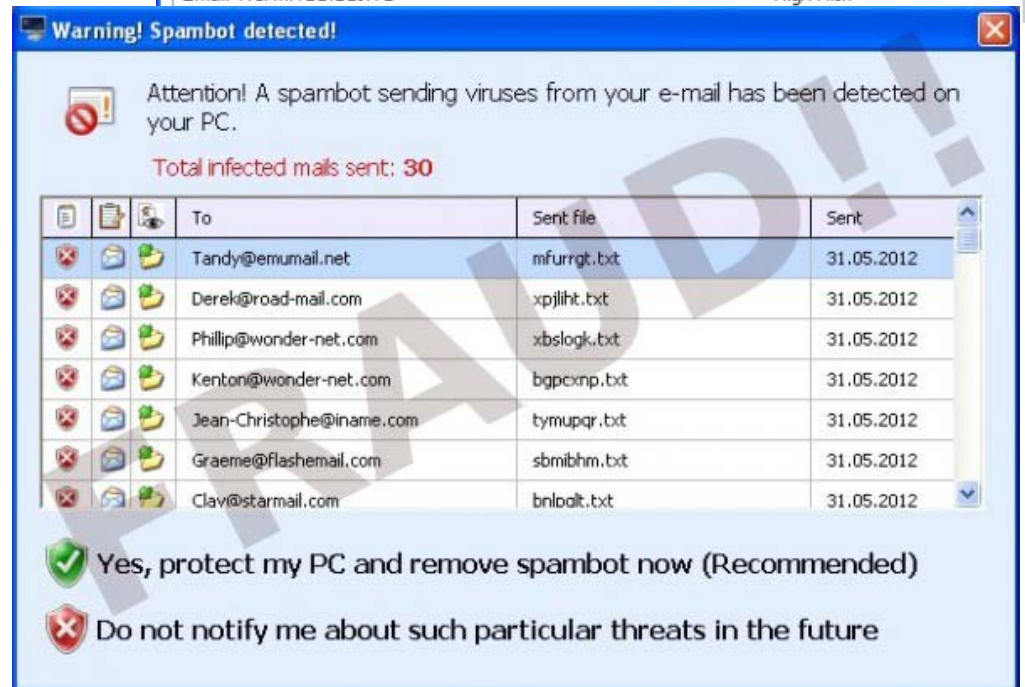 Warning! Spambot detected!
Attention! A spambot sending viruses from your e-mail has been detected on
your PC.
Total infected mails sent: 30
To Sent file Sent
Tandy@emumail.net mfurrgt.txt 31.05.2012
Derek@road-mail.com xpjliht.txt 31.05.2012
Phillip@wonder-net.com xbslogk.txt 31.05.2012
Kenton@wonder-net.com bgpcxnp.txt 31.05.2012
Jean-Christophe@iname.com tymupqr.txt 31.05.2012
Graeme@flashemail.com sbmibhm.txt 31.05.2012
Clay@starmail.com bnlpqlt.txt 31.05.2012
FRAUD!!
Yes, protect my PC and remove spambot now (Recommended)
Do not notify me about such particular threats in the future